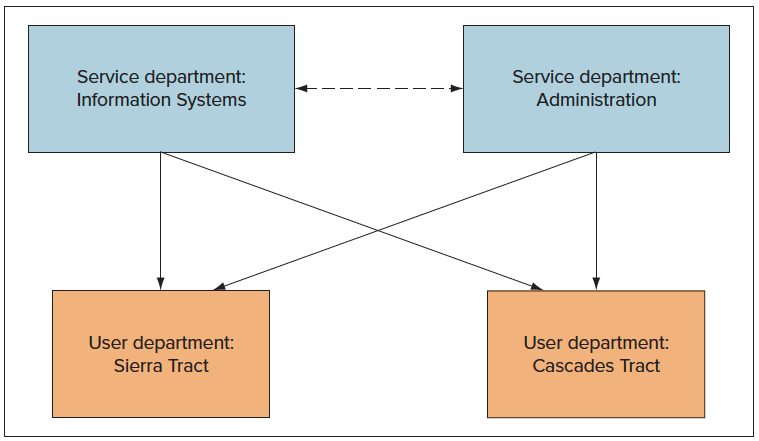 Service department:
Information Systems
Service department:
Administration
User department:
Sierra Tract
User department:
Cascades Tract